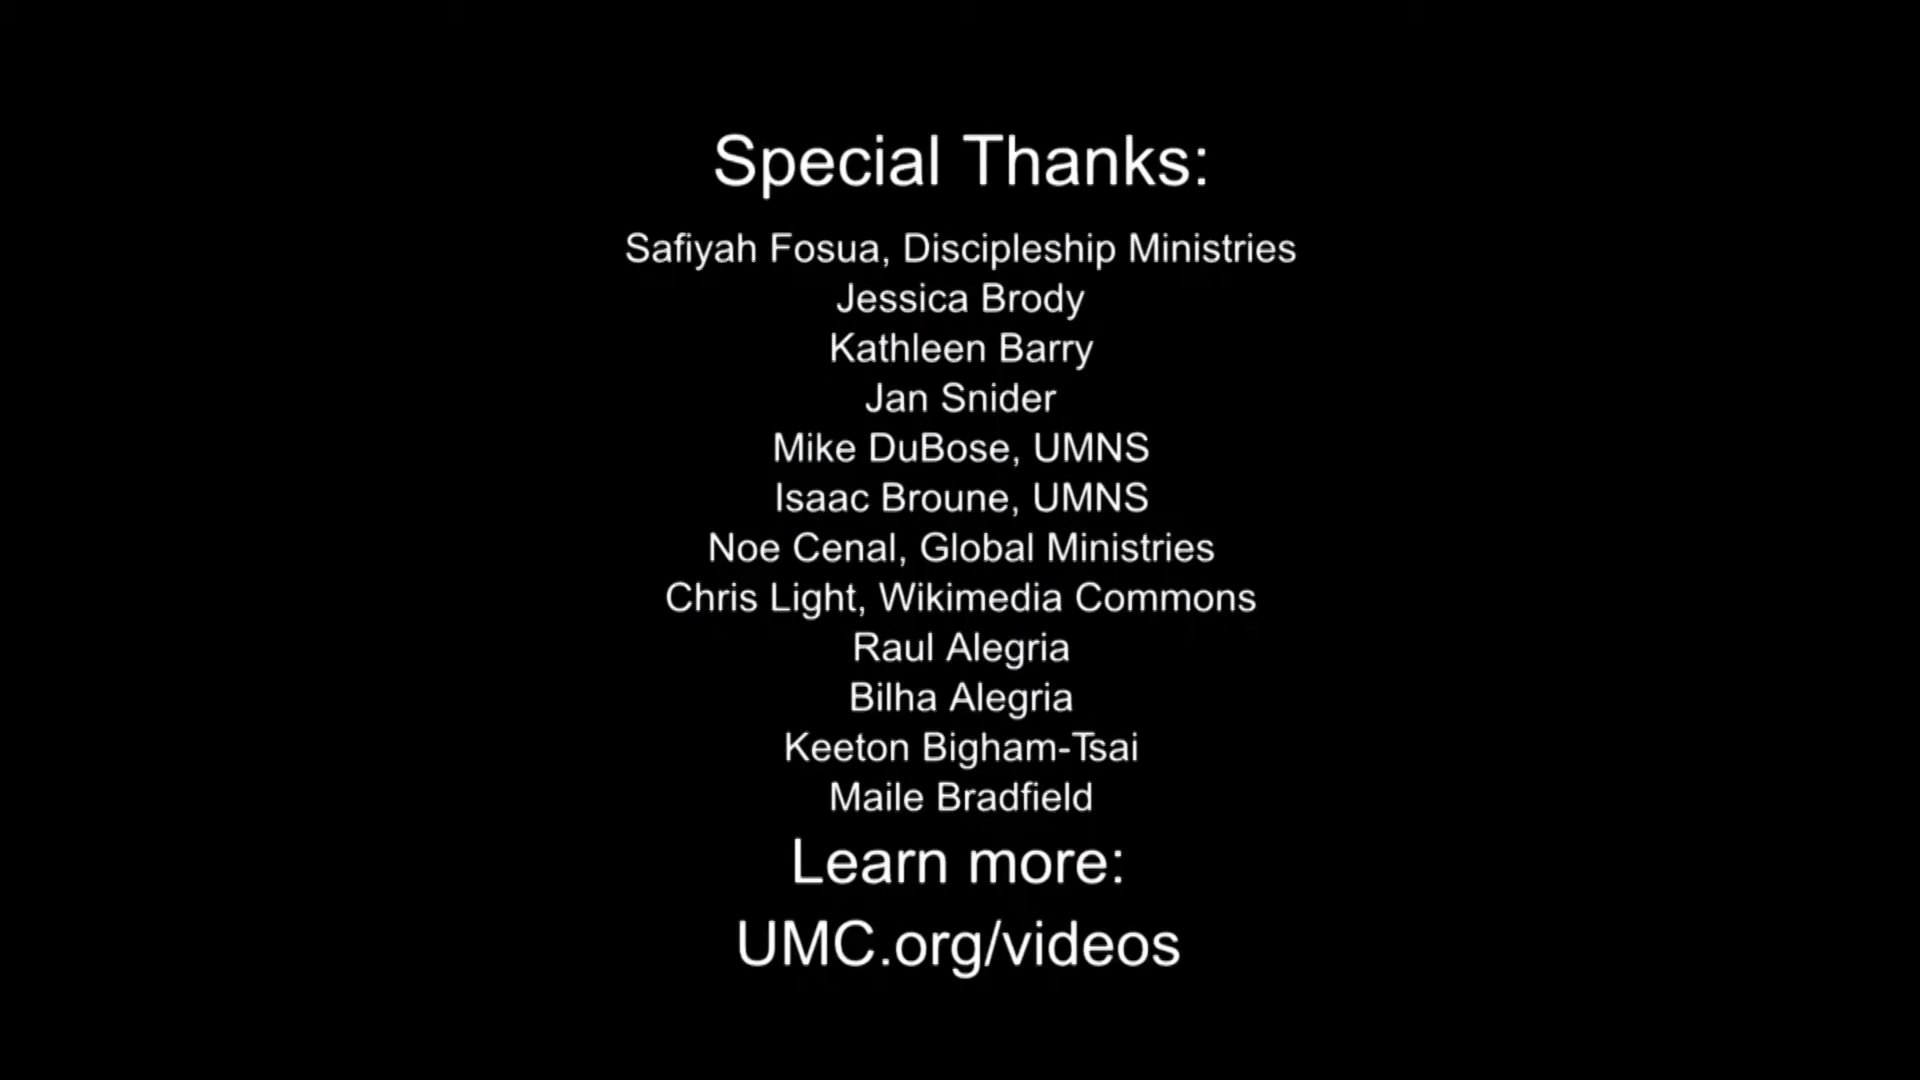 Special Thanks:
Safiyah Fosua, Discipleship Ministries
Jessica Brody
Kathleen Barry
Jan Snider
Mike DuBose, UMNS
Isaac Broune, UMNS
Noe Cenal, Global Ministries
Chris Light, Wikimedia Commons
Raul Alegria
Bilha Alegria
Keeton Bigham-Tsai
Maile Bradfield
Learn more:
UMC.org/videos